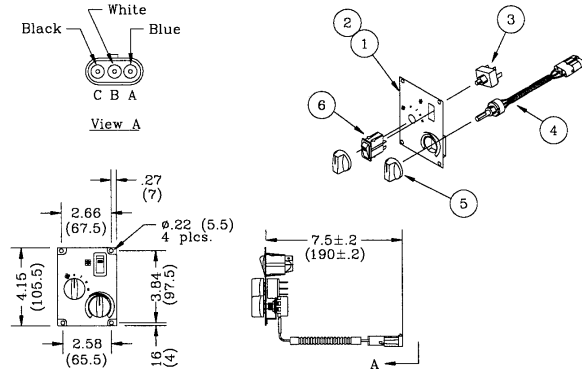 White
Black
Blue
C B A
View A
2
1
3
6
4
5
.27
(7)
2.66
(67.5)
ø.22 (5.5)
4 plcs.
4.15
(105.5)
3.84
(97.5)
2.58
(65.5)
16
(4)
7.5±.2
(190±.2)
A